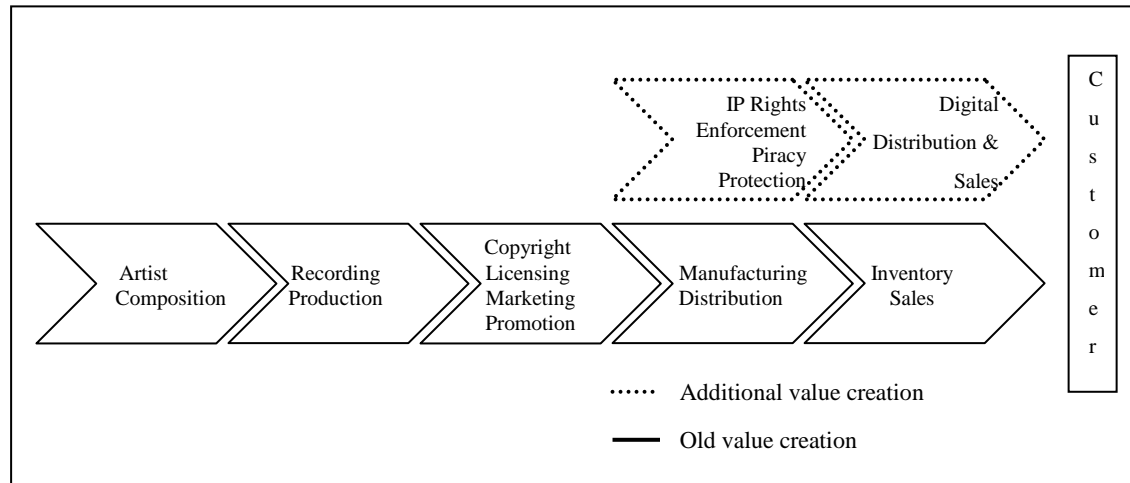 IP Rights
Enforcement
Piracy
Protection
Digital
Distribution &
Sales
Artist
Composition
Recording
Production
Copyright
Licensing
Marketing
Promotion
Manufacturing
Distribution
Inventory
Sales
C
u
s
t
o
m
e
r
Additional value creation
Old value creation